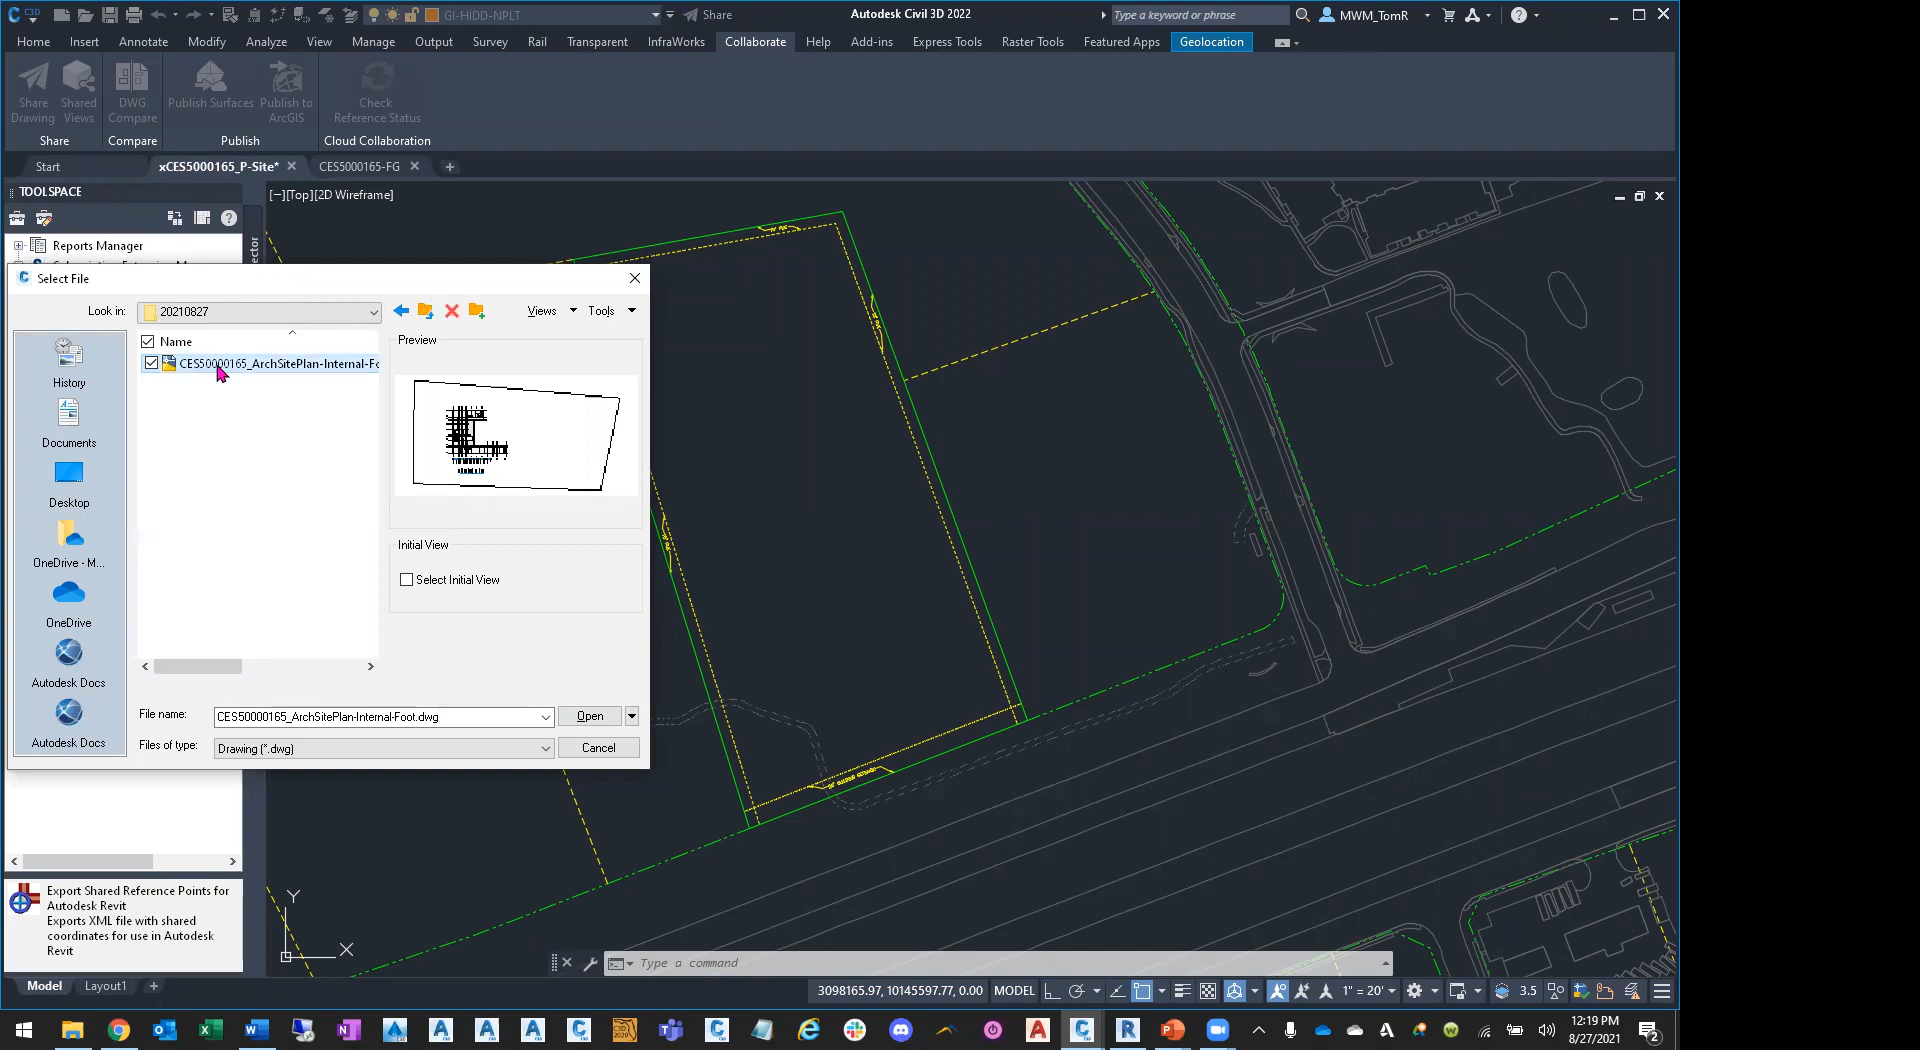 C3D
GI-HIDD-NPLT
Share
Autodesk Civil 3D 2022
Type a keyword or phrase
MWM_TomR
Home Insert Annotate Modify Analyze View Manage Output Survey Rail Transparent InfraWorks Collaborate Help Add-ins Express Tools Raster Tools Featured Apps Geolocation
Share Drawing
Shared Views
DWG Compare
Publish Surfaces
Publish to ArcGIS
Check Reference Status
Share Compare Publish Cloud Collaboration
Start xCES5000165_P-Site* CES5000165-FG
TOOLSPACE
[−][Top][2D Wireframe]
Reports Manager
Select File
Look in: 20210827 Views Tools
Name
CES50000165_ArchSitePlan-Internal-Fo
Preview
History
Documents
Desktop
OneDrive - M...
OneDrive
Autodesk Docs
Autodesk Docs
Initial View
Select Initial View
File name: CES50000165_ArchSitePlan-Internal-Foot.dwg Open
Files of type: Drawing (*.dwg) Cancel
Export Shared Reference Points for
Autodesk Revit
Exports XML file with shared
coordinates for use in Autodesk
Revit
Y
X
Type a command
Model Layout1
3098165.97, 10145597.77, 0.00 MODEL 1" = 20' 3.5
12:19 PM
8/27/2021
2